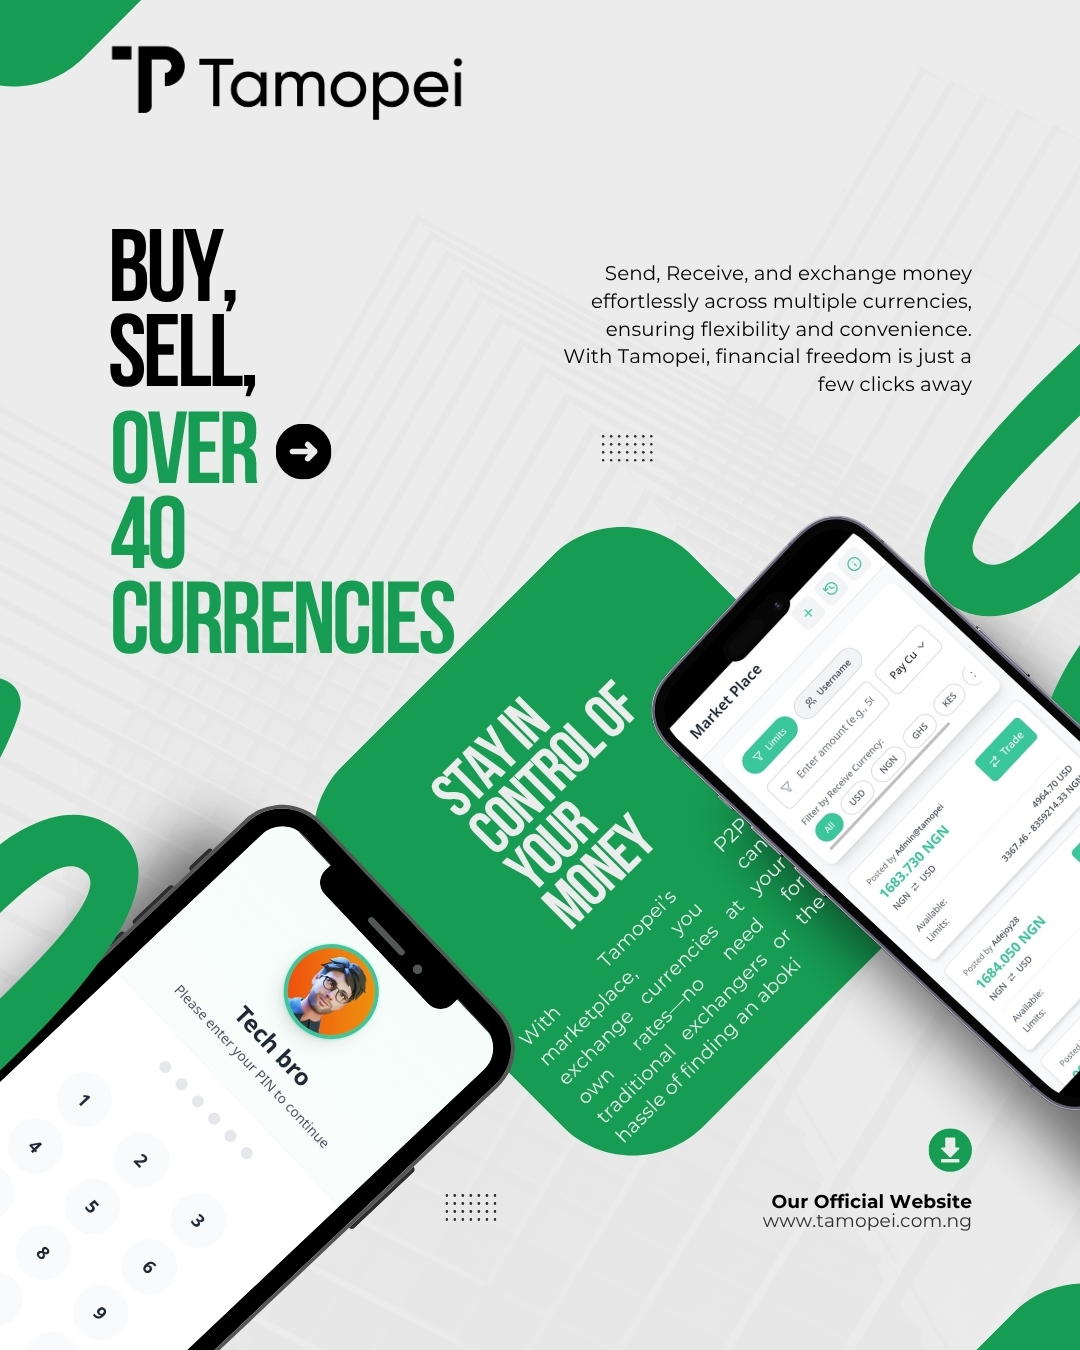 Tamopei
BUY,
SELL,
OVER
40
CURRENCIES
Send, Receive, and exchange money
effortlessly across multiple currencies,
ensuring flexibility and convenience.
With Tamopei, financial freedom is just a
few clicks away
STAY IN
CONTROL OF
YOUR
MONEY
With Tamopei's P2P
marketplace, you can
exchange currencies at your
own rates—no need for
traditional exchangers or the
hassle of finding an aboki
Market Place
Limits
Username
Enter amount (e.g., 5
Pay Cu
Filter by Receive Currency:
All
USD
NGN
GHS
KES
Posted by Admin@tamopei
Trade
1683.730 NGN
NGN ⇄ USD
Available:
4964.70 USD
Limits:
3367.46 - 8359214.33 NGN
Posted by Adejoy28
1684.050 NGN
NGN ⇄ USD
Available:
Limits:
Posted
Tech bro
Please enter your PIN to continue
1
2
3
4
5
6
8
9
Our Official Website
www.tamopei.com.ng